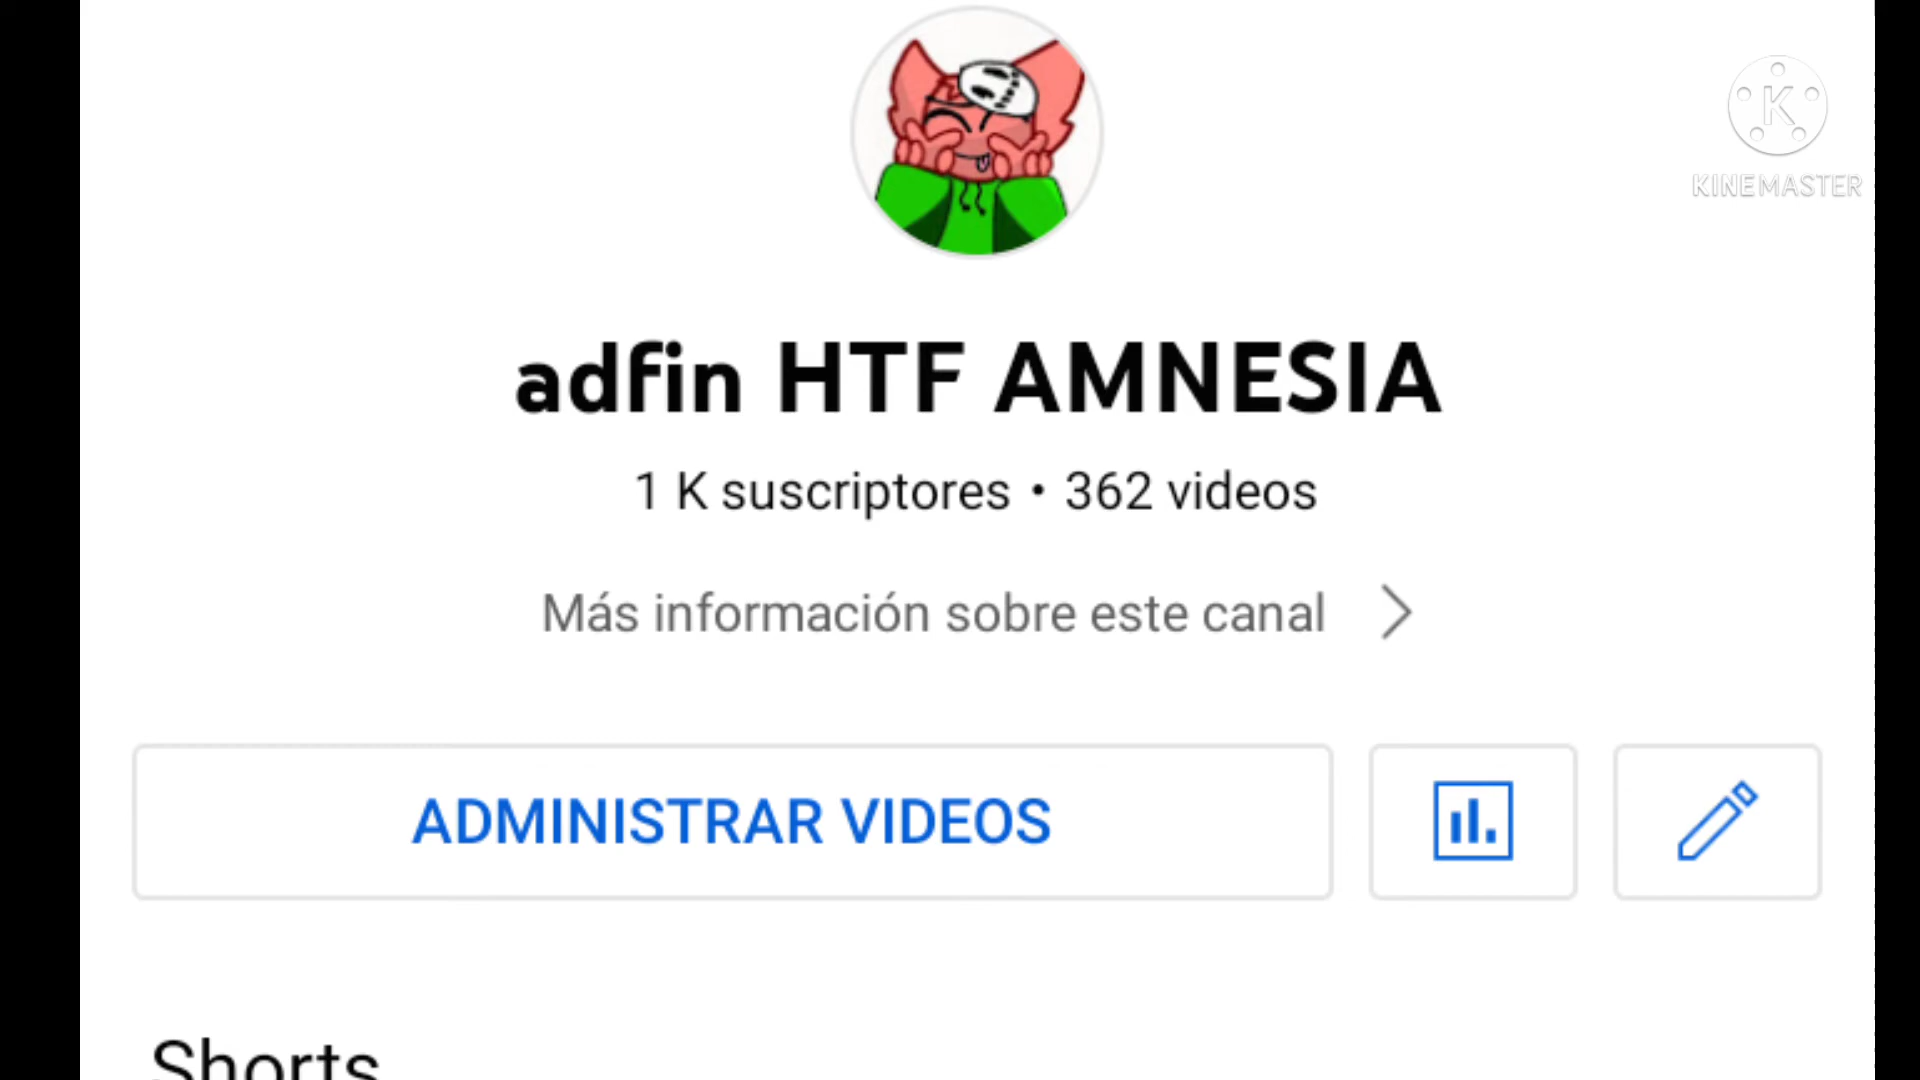 K
KINEMASTER
adfin HTF AMNESIA
1 K suscriptores • 362 videos
Más información sobre este canal
ADMINISTRAR VIDEOS
Shorts